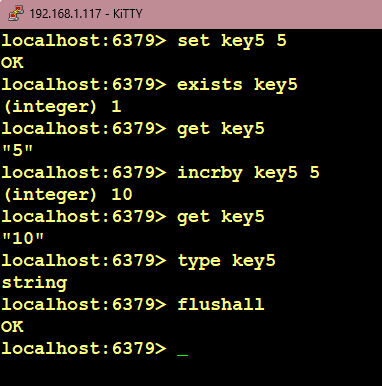 192.168.1.117 - KiTTY
localhost:6379> set key5 5
OK
localhost:6379> exists key5
(integer) 1
localhost:6379> get key5
"5"
localhost:6379> incrby key5 5
(integer) 10
localhost:6379> get key5
"10"
localhost:6379> type key5
string
localhost:6379> flushall
OK
localhost:6379> _